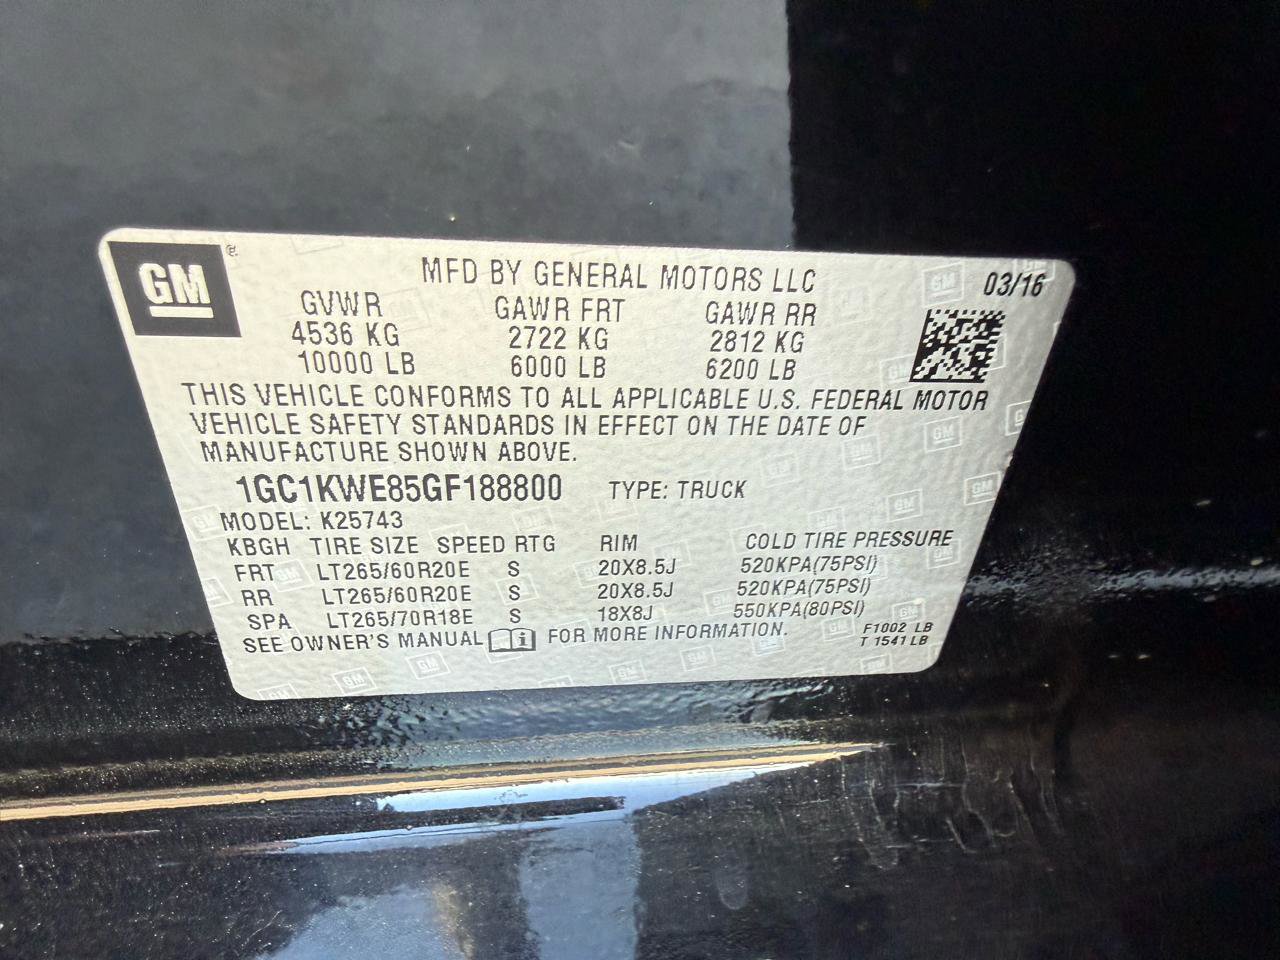 GM ®
MFD BY GENERAL MOTORS LLC 03/16
GVWR GAWR FRT GAWR RR
4536 KG 2722 KG 2812 KG
10000 LB 6000 LB 6200 LB
THIS VEHICLE CONFORMS TO ALL APPLICABLE U.S. FEDERAL MOTOR
VEHICLE SAFETY STANDARDS IN EFFECT ON THE DATE OF
MANUFACTURE SHOWN ABOVE.
1GC1KWE85GF188800 TYPE: TRUCK
MODEL: K25743
KBGH TIRE SIZE SPEED RTG RIM COLD TIRE PRESSURE
FRT LT265/60R20E S 20X8.5J 520KPA(75PSI)
RR LT265/60R20E S 20X8.5J 520KPA(75PSI)
SPA LT265/70R18E S 18X8J 550KPA(80PSI)
SEE OWNER'S MANUAL i FOR MORE INFORMATION. F1002 LB
T 1541 LB